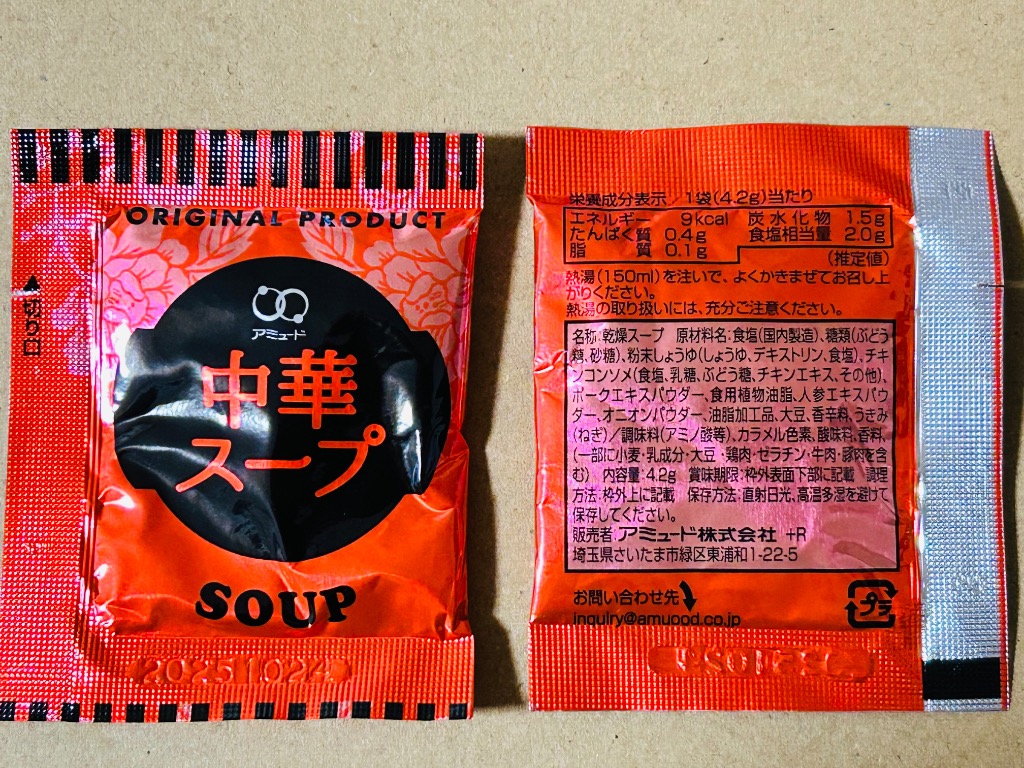 ORIGINAL PRODUCT
アミュード
中華
スープ
SOUP
▲切り口
20251024
栄養成分表示／1袋(4.2g)当たり
エネルギー 9kcal 炭水化物 1.5g
たんぱく質 0.4g 食塩相当量 2.0g
脂質 0.1g
(推定値)
熱湯(150ml)を注いで、よくかきまぜてお召し上
がりください。
熱湯の取り扱いには、充分ご注意ください。
名称:乾燥スープ 原材料名:食塩(国内製造)、糖類(ぶどう
糖、砂糖)、粉末しょうゆ(しょうゆ、デキストリン、食塩)、チキ
ンコンソメ(食塩、乳糖、ぶどう糖、チキンエキス、その他)、
ポークエキスパウダー、食用植物油脂、人参エキスパウ
ダー、オニオンパウダー、油脂加工品、大豆、香辛料、うきみ
(ねぎ)／調味料(アミノ酸等)、カラメル色素、酸味料、香料、
(一部に小麦・乳成分・大豆・鶏肉・ゼラチン・牛肉・豚肉を含
む) 内容量:4.2g 賞味期限:枠外表面下部に記載 調理
方法:枠外上に記載 保存方法:直射日光、高温多湿を避けて
保存してください。
販売者:アミュード株式会社 +R
埼玉県さいたま市緑区東浦和1-22-5
お問い合わせ先
inquiry@amuood.co.jp
プラ